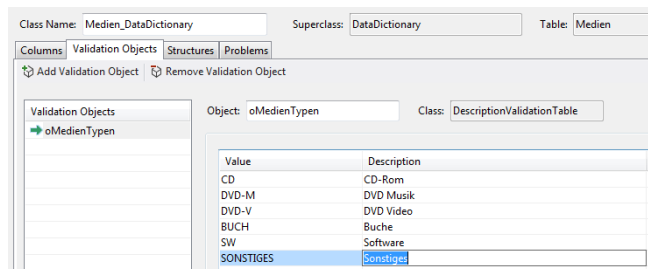 Class Name: Medien_DataDictionary Superclass: DataDictionary Table: Medien
Columns Validation Objects Structures Problems
Add Validation Object Remove Validation Object
Validation Objects Object: oMedienTypen Class: DescriptionValidationTable
oMedienTypen
Value Description
CD CD-Rom
DVD-M DVD Musik
DVD-V DVD Video
BUCH Buche
SW Software
SONSTIGES Sonstiges